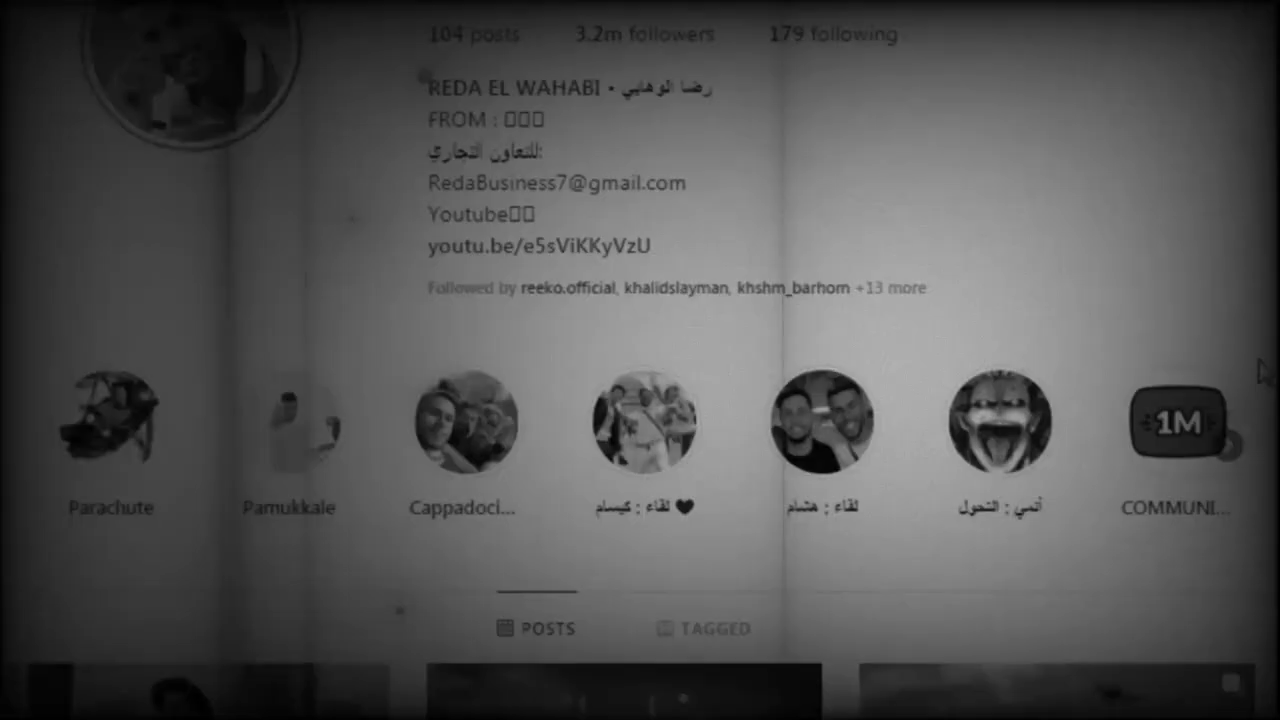 104 posts 3.2m followers 179 following
REDA EL WAHABI • رضا الوهابي
FROM :
للتعاون التجاري:
RedaBusiness7@gmail.com
Youtube
youtu.be/e5sViKKyVzU
Followed by reeko.official, khalidslayman, khshm_barhom +13 more
Parachute
Pamukkale
Cappadoci...
لقاء : كيسام ♥
لقاء : هشام
أنمي : التحول
1M
COMMUNI...
POSTS TAGGED